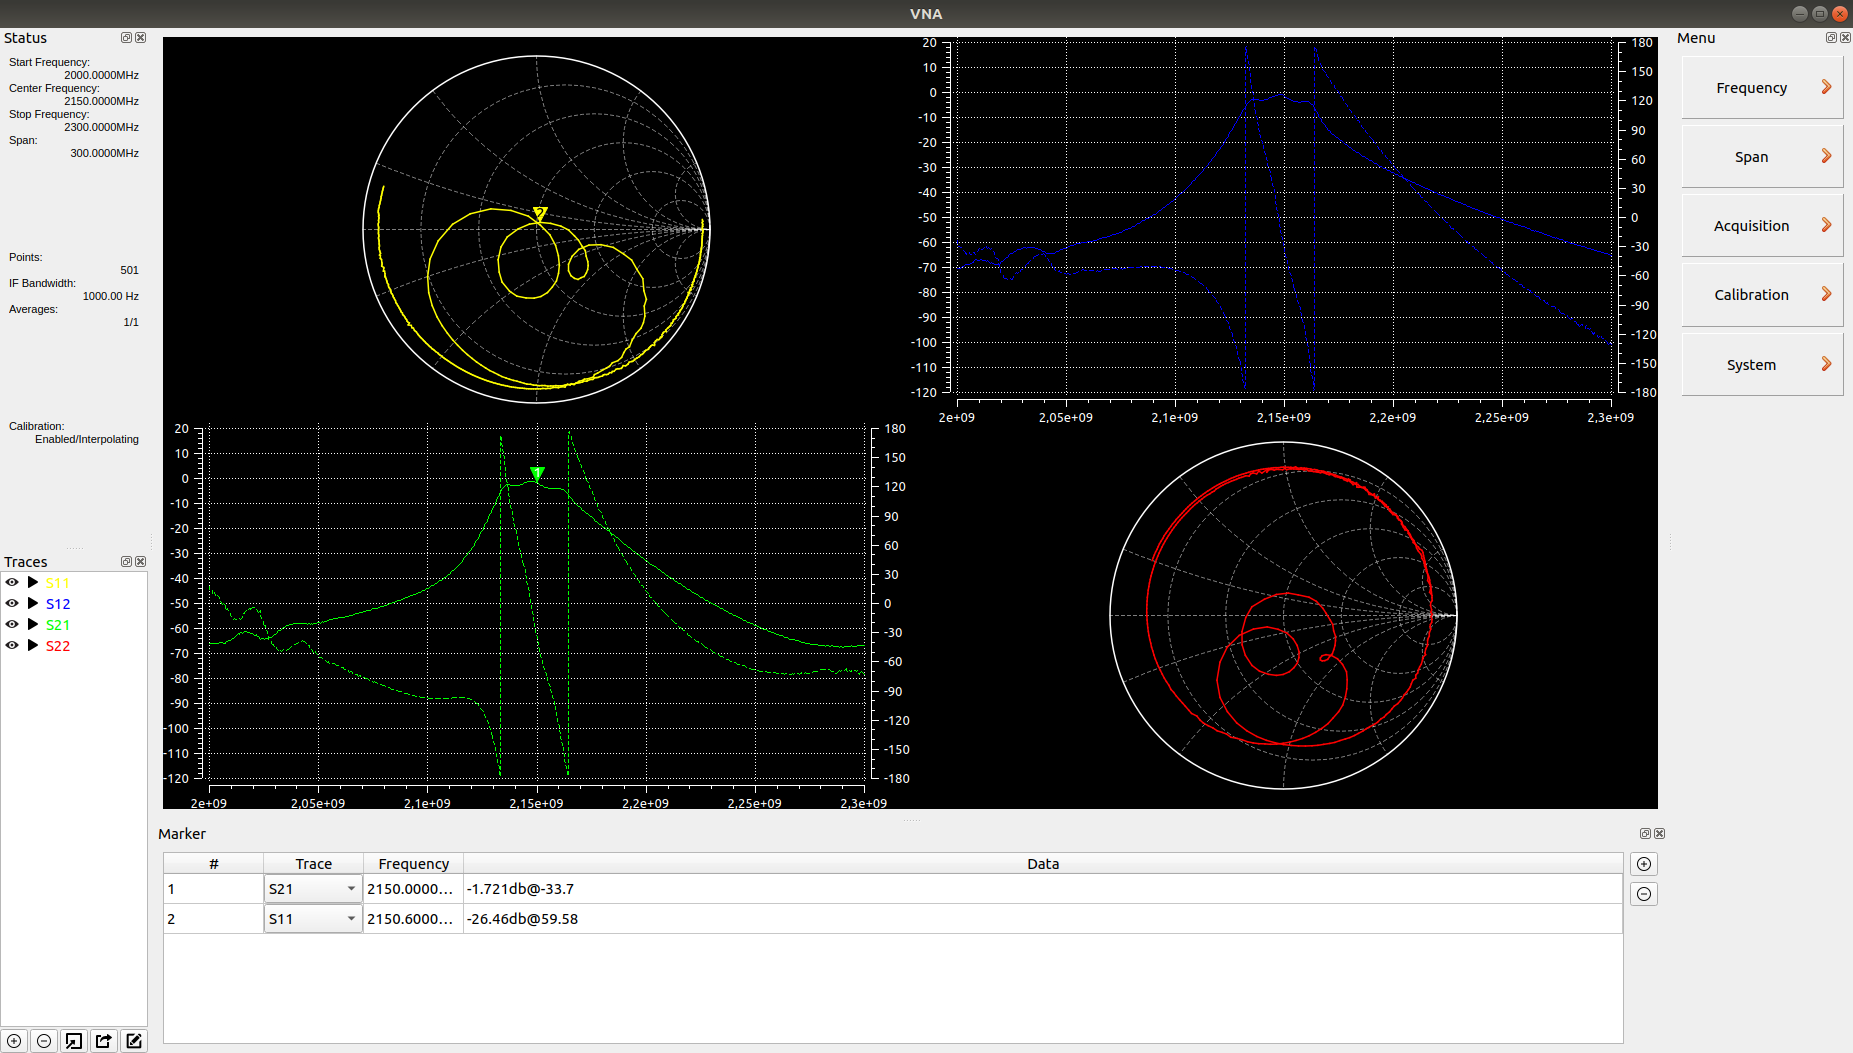 VNA
Status
Start Frequency:
2000.0000MHz
Center Frequency:
2150.0000MHz
Stop Frequency:
2300.0000MHz
Span:
300.0000MHz
Points:
501
IF Bandwidth:
1000.00 Hz
Averages:
1/1
Calibration:
Enabled/Interpolating
Traces
S11
S12
S21
S22
2
20
10
0
-10
-20
-30
-40
-50
-60
-70
-80
-90
-100
-110
-120
180
150
120
90
60
30
0
-30
-60
-90
-120
-150
-180
2e+09 2,05e+09 2,1e+09 2,15e+09 2,2e+09 2,25e+09 2,3e+09
20
10
0
-10
-20
-30
-40
-50
-60
-70
-80
-90
-100
-110
-120
1
180
150
120
90
60
30
0
-30
-60
-90
-120
-150
-180
2e+09 2,05e+09 2,1e+09 2,15e+09 2,2e+09 2,25e+09 2,3e+09
Marker
# Trace Frequency Data
1 S21 2150.0000... -1.721db@-33.7
2 S11 2150.6000... -26.46db@59.58
Menu
Frequency
Span
Acquisition
Calibration
System